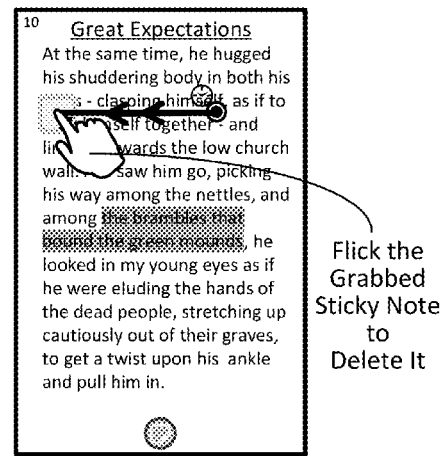 10
Great Expectations
At the same time, he hugged
his shuddering body in both his
- clasping himself, as if to
together - and
the low church
saw him go, picking
his way among the nettles, and
among the brambles that
bound the green mounds, he
looked in my young eyes as if
he were eluding the hands of
the dead people, stretching up
cautiously out of their graves,
to get a twist upon his ankle
and pull him in.
Flick the
Grabbed
Sticky Note
to
Delete It